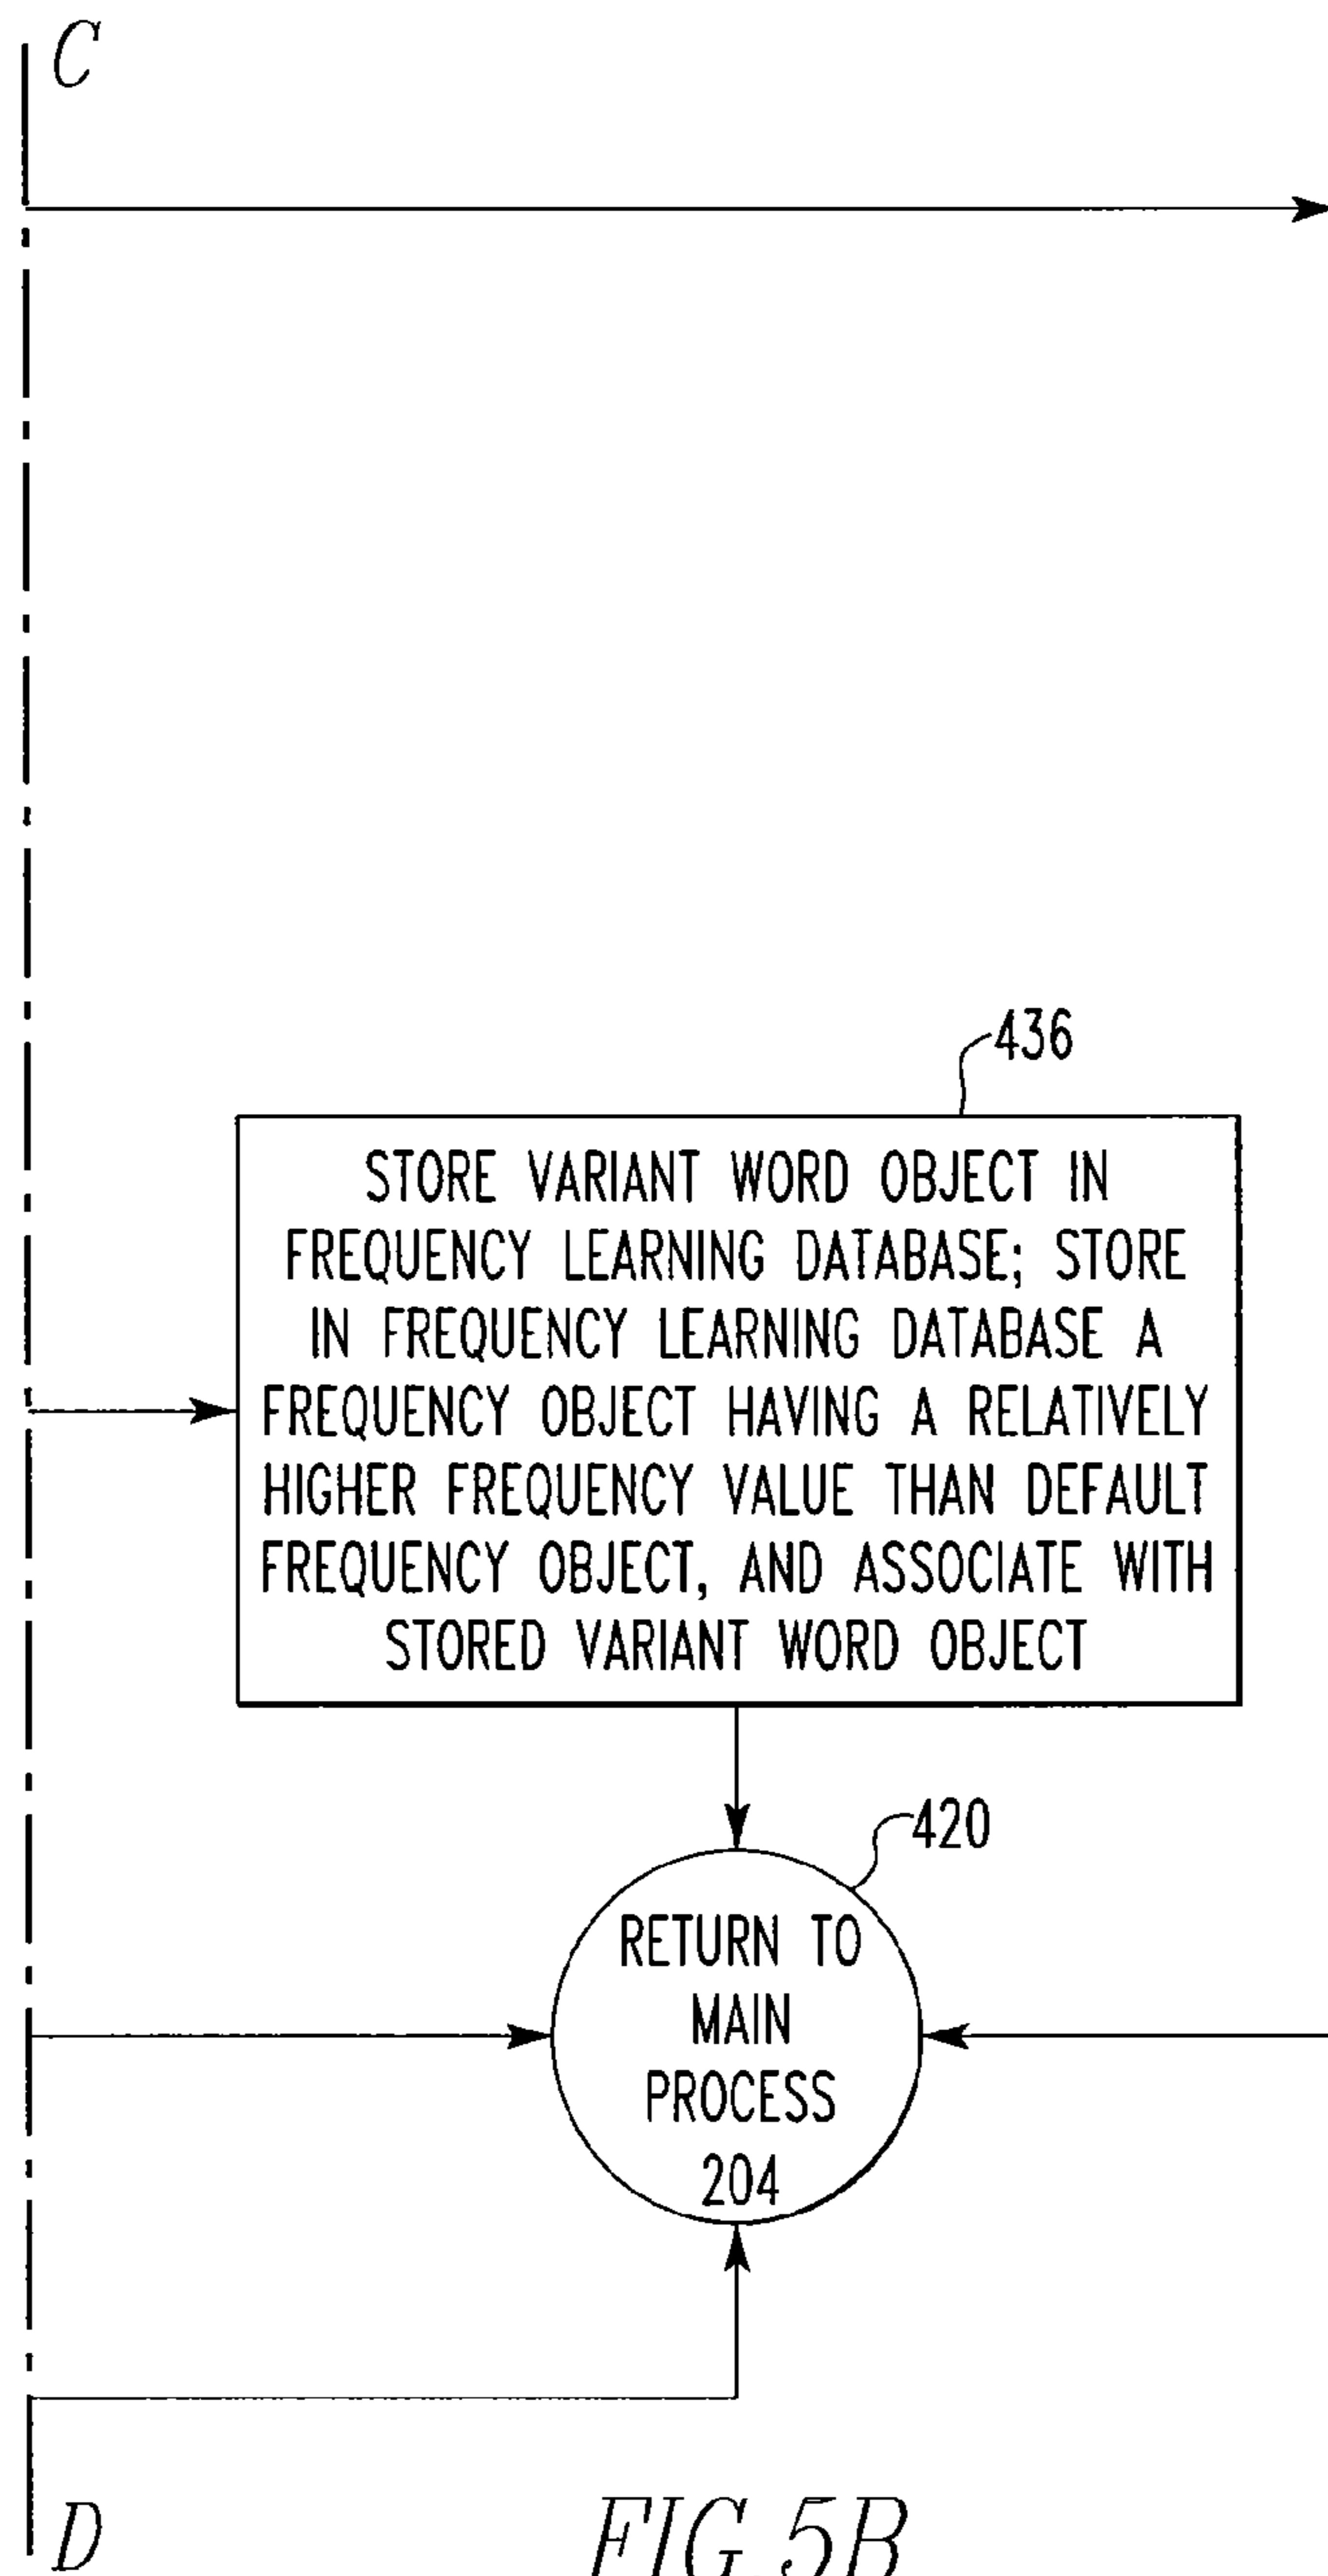 C
436
STORE VARIANT WORD OBJECT IN
FREQUENCY LEARNING DATABASE; STORE
IN FREQUENCY LEARNING DATABASE A
FREQUENCY OBJECT HAVING A RELATIVELY
HIGHER FREQUENCY VALUE THAN DEFAULT
FREQUENCY OBJECT, AND ASSOCIATE WITH
STORED VARIANT WORD OBJECT
420
RETURN TO
MAIN
PROCESS
204
D
FIG.5B